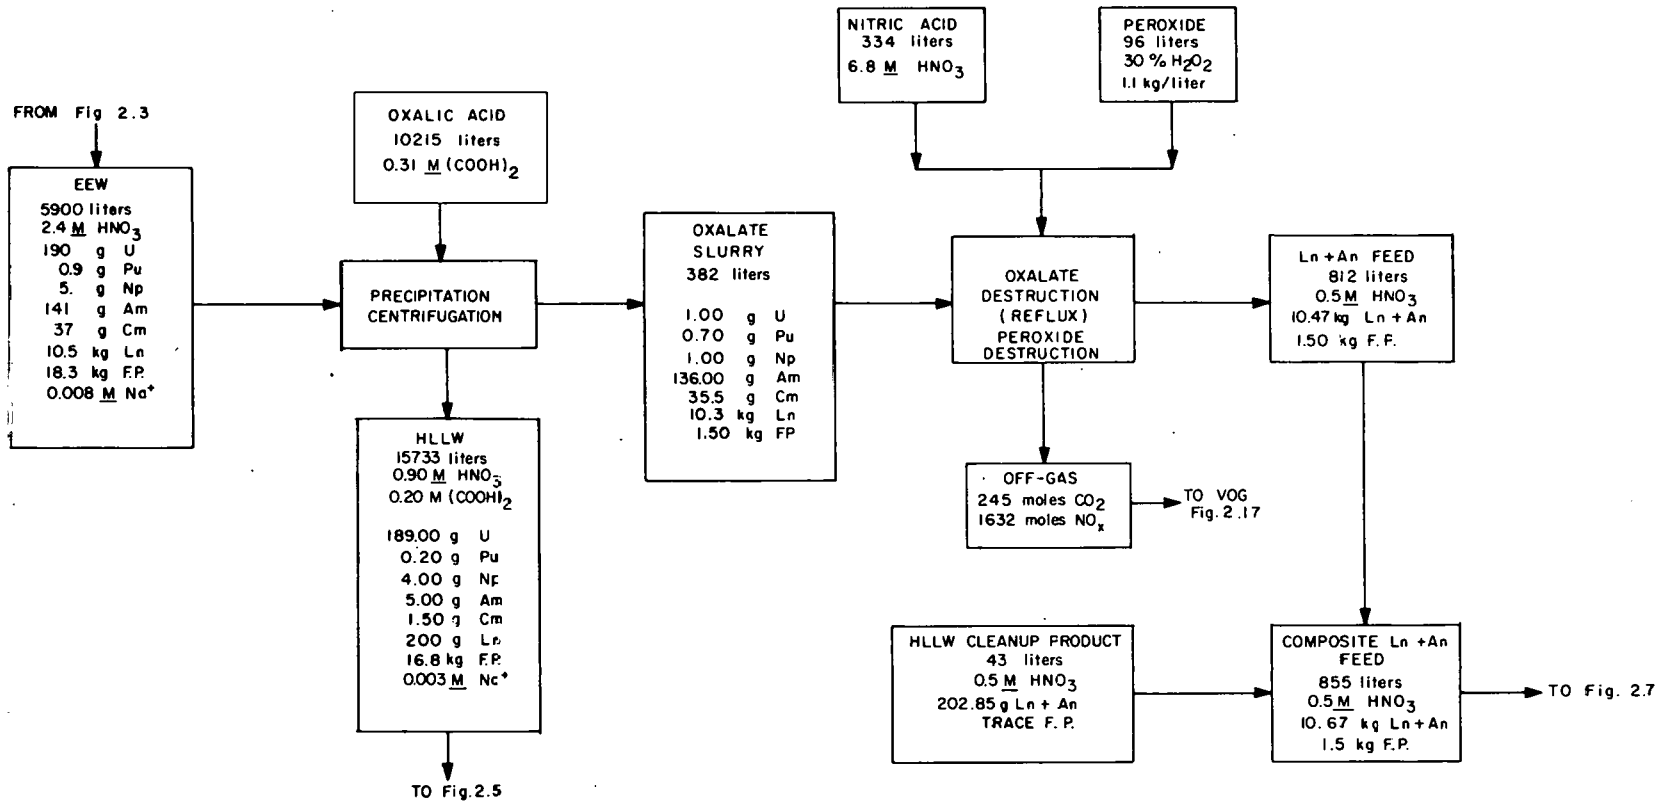 FROM Fig 2.3
EEW
5900 liters
2.4 M HNO3
190 g U
0.9 g Pu
5. g Np
141 g Am
37 g Cm
10.5 kg Ln
18.3 kg F.P.
0.008 M Na+
OXALIC ACID
10215 liters
0.31 M (COOH)2
PRECIPITATION
CENTRIFUGATION
HLLW
15733 liters
0.90 M HNO3
0.20 M (COOH)2
189.00 g U
0.20 g Pu
4.00 g Np
5.00 g Am
1.50 g Cm
200 g Ln
16.8 kg F.P.
0.003 M Na+
TO Fig.2.5
OXALATE
SLURRY
382 liters
1.00 g U
0.70 g Pu
1.00 g Np
136.00 g Am
35.5 g Cm
10.3 kg Ln
1.50 kg FP
NITRIC ACID
334 liters
6.8 M HNO3
PEROXIDE
96 liters
30 % H2O2
1.1 kg/liter
OXALATE
DESTRUCTION
(REFLUX)
PEROXIDE
DESTRUCTION
OFF-GAS
245 moles CO2
1632 moles NOx
TO VOG
Fig. 2.17
Ln + An FEED
812 liters
0.5 M HNO3
10.47 kg Ln + An
1.50 kg F.P.
HLLW CLEANUP PRODUCT
43 liters
0.5 M HNO3
202.85 g Ln + An
TRACE F.P.
COMPOSITE Ln + An
FEED
855 liters
0.5 M HNO3
10.67 kg Ln + An
1.5 kg F.P.
TO Fig. 2.7